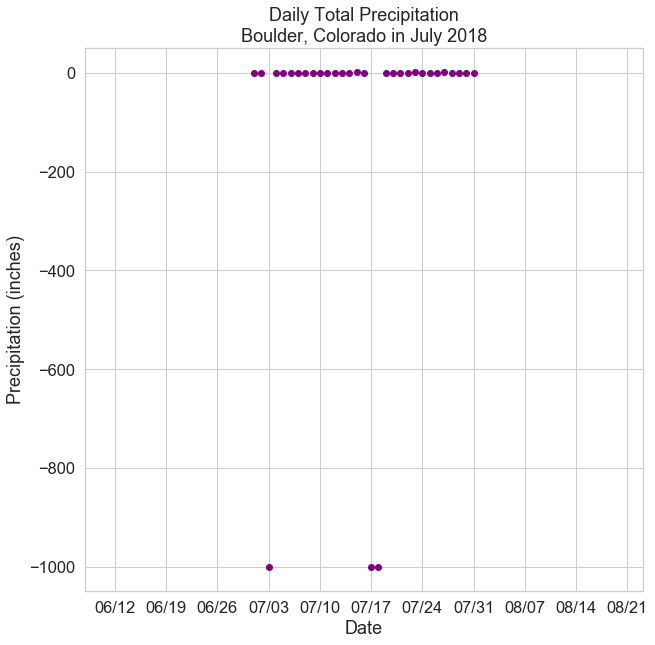 Daily Total Precipitation
Boulder, Colorado in July 2018
0
−200
−400
−600
−800
−1000
Precipitation (inches)
06/12 06/19 06/26 07/03 07/10 07/17 07/24 07/31 08/07 08/14 08/21
Date